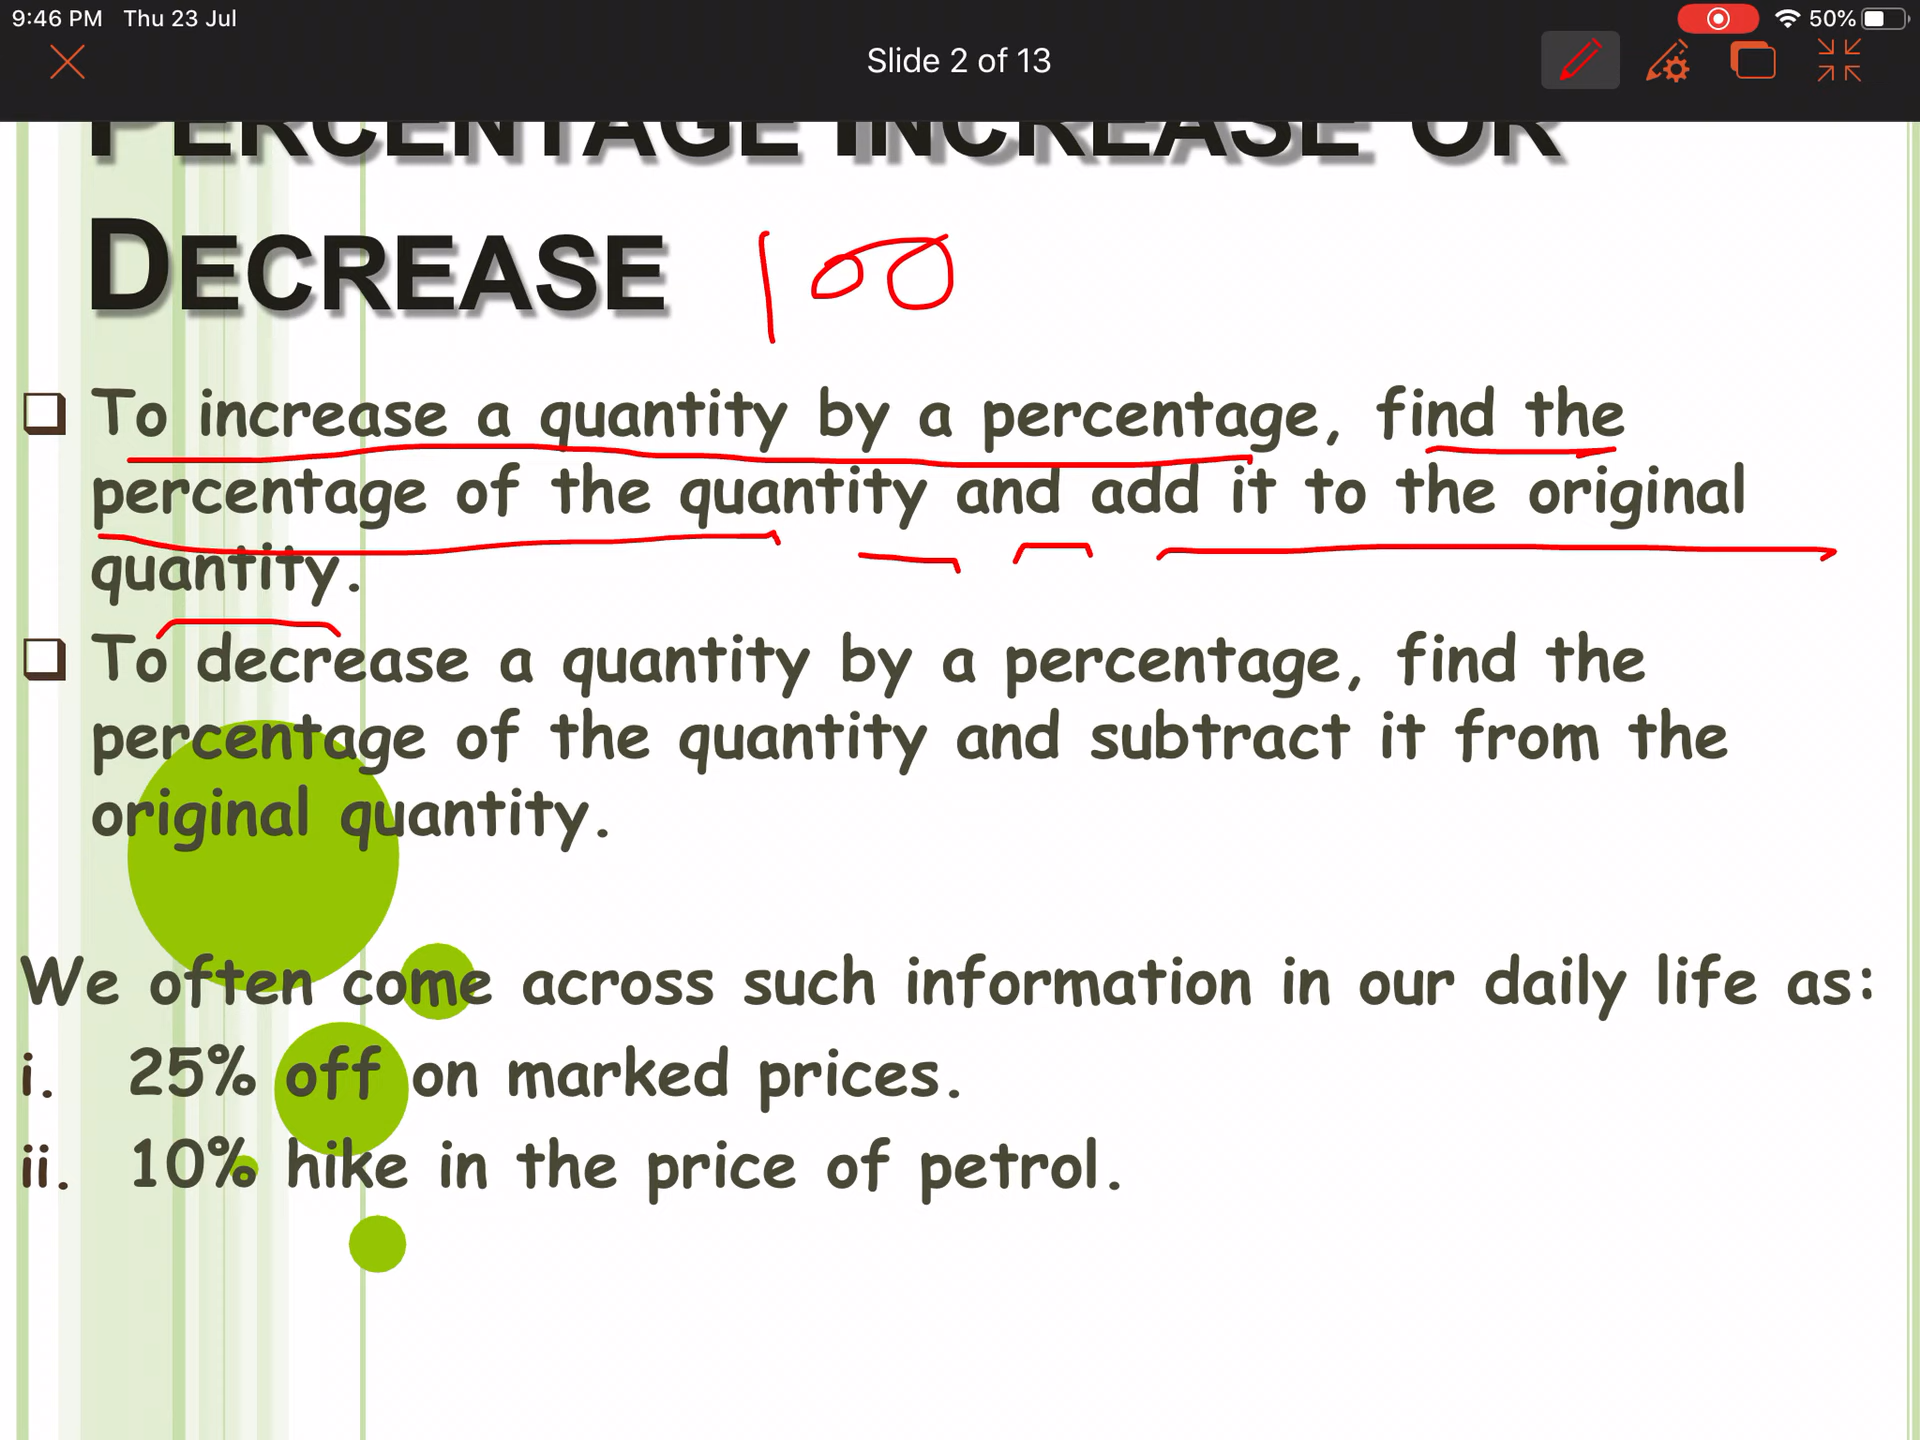 9:46 PM Thu 23 Jul
50%
Slide 2 of 13
PERCENTAGE INCREASE OR
DECREASE 100
To increase a quantity by a percentage, find the
percentage of the quantity and add it to the original
quantity.
To decrease a quantity by a percentage, find the
percentage of the quantity and subtract it from the
original quantity.
We often come across such information in our daily life as:
i. 25% off on marked prices.
ii. 10% hike in the price of petrol.